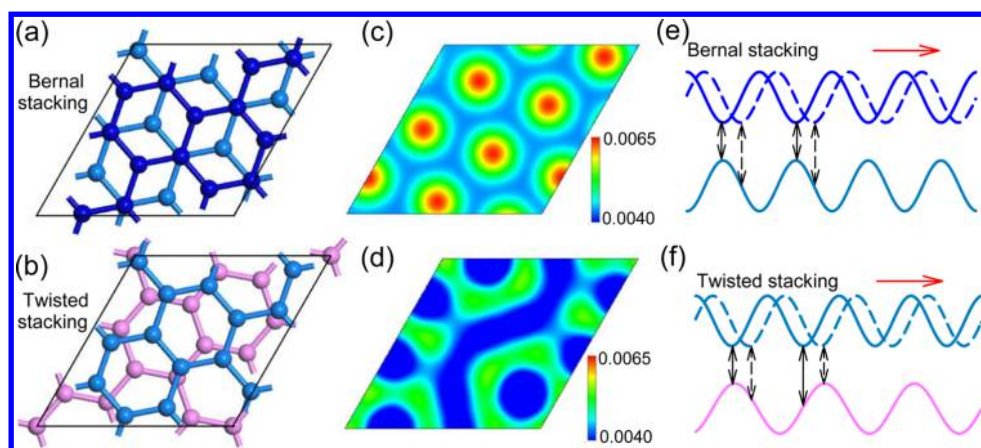 (a)
Bernal
stacking
(b)
Twisted
stacking
(c)
0.0065
0.0040
(d)
0.0065
0.0040
(e)
Bernal stacking
(f)
Twisted stacking